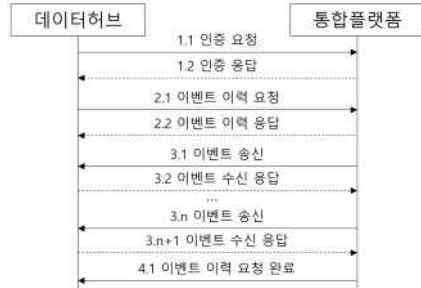 데이터허브
통합플랫폼
1.1 인증 요청
1.2 인증 응답
2.1 이벤트 이력 요청
2.2 이벤트 이력 응답
3.1 이벤트 송신
3.2 이벤트 수신 응답
...
3.n 이벤트 송신
3.n+1 이벤트 수신 응답
4.1 이벤트 이력 요청 완료